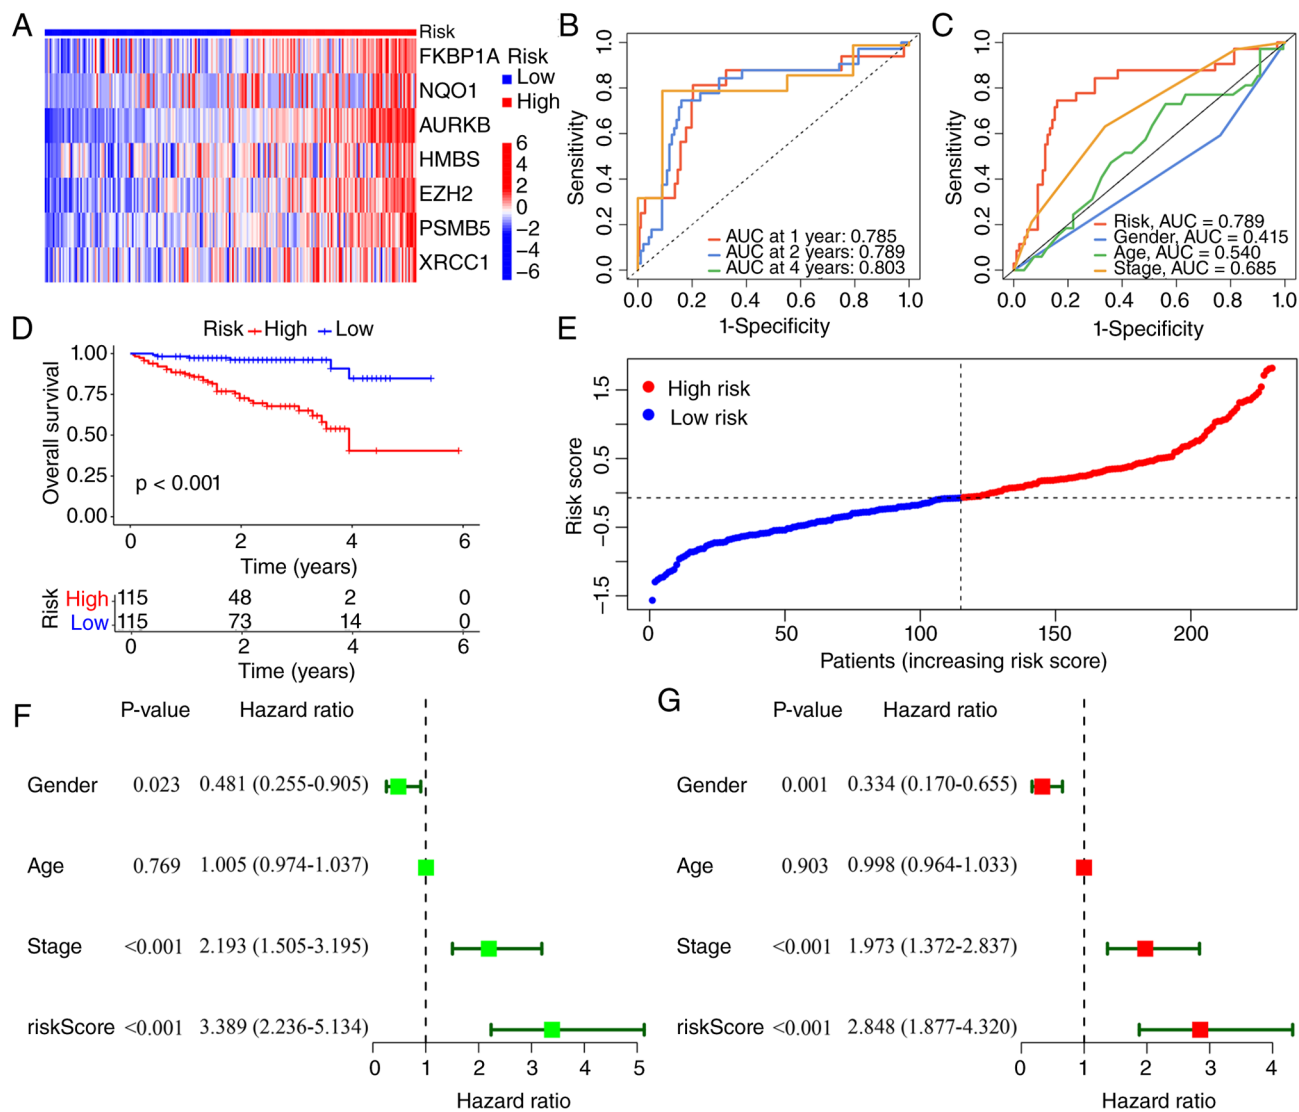 A
Risk
FKBP1A
NQO1
AURKB
HMBS
EZH2
PSMB5
XRCC1
Risk
Low
High
6
4
2
0
−2
−4
−6
B
Sensitivity
1.0
0.8
0.6
0.4
0.2
0.0
AUC at 1 year: 0.785
AUC at 2 years: 0.789
AUC at 4 years: 0.803
0.0 0.2 0.4 0.6 0.8 1.0
1-Specificity
C
Sensitivity
1.0
0.8
0.6
0.4
0.2
0.0
Risk, AUC = 0.789
Gender, AUC = 0.415
Age, AUC = 0.540
Stage, AUC = 0.685
0.0 0.2 0.4 0.6 0.8 1.0
1-Specificity
D
Risk High Low
Overall survival
1.00
0.75
0.50
0.25
0.00
p < 0.001
0 2 4 6
Time (years)
Risk
High 115 48 2 0
Low 115 73 14 0
0 2 4 6
Time (years)
E
High risk
Low risk
Risk score
1.5
0.5
−0.5
−1.5
0 50 100 150 200
Patients (increasing risk score)
F
P-value Hazard ratio
Gender 0.023 0.481 (0.255-0.905)
Age 0.769 1.005 (0.974-1.037)
Stage <0.001 2.193 (1.505-3.195)
riskScore <0.001 3.389 (2.236-5.134)
0 1 2 3 4 5
Hazard ratio
G
P-value Hazard ratio
Gender 0.001 0.334 (0.170-0.655)
Age 0.903 0.998 (0.964-1.033)
Stage <0.001 1.973 (1.372-2.837)
riskScore <0.001 2.848 (1.877-4.320)
0 1 2 3 4
Hazard ratio